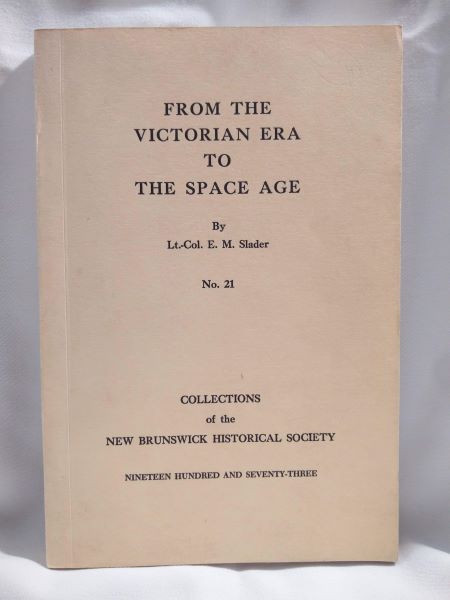 FROM THE
VICTORIAN ERA
TO
THE SPACE AGE
By
Lt.-Col. E. M. Slader
No. 21
COLLECTIONS
of the
NEW BRUNSWICK HISTORICAL SOCIETY
NINETEEN HUNDRED AND SEVENTY-THREE